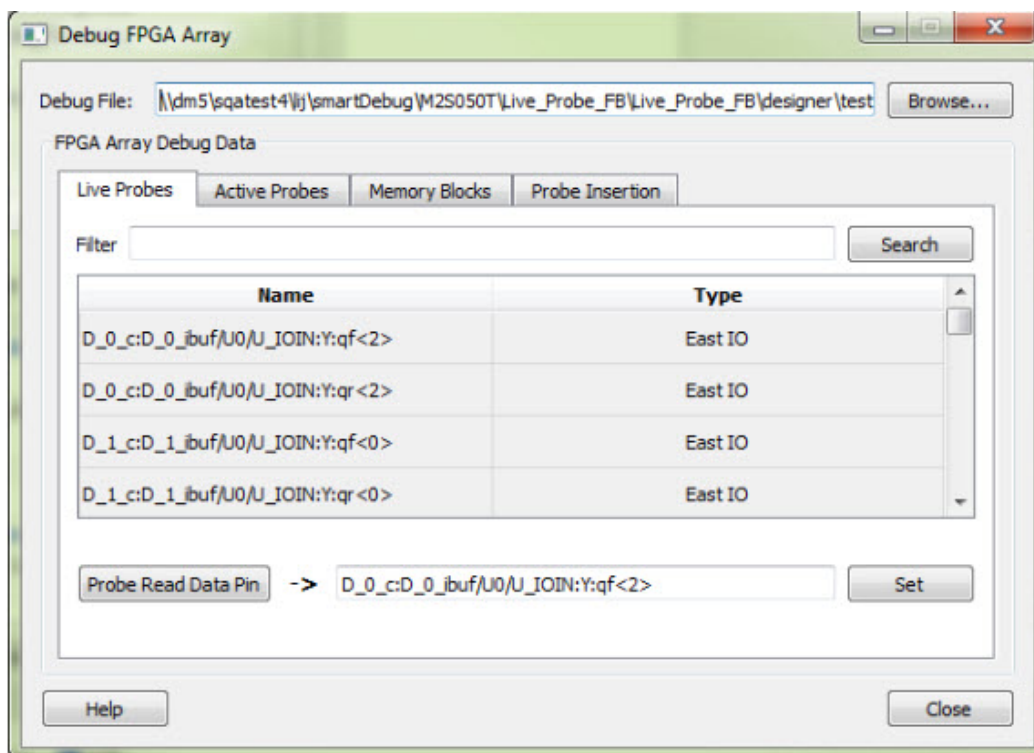 Debug FPGA Array
Debug File: \\dm5\sqatest4\lij\smartDebug\M2S050T\Live_Probe_FB\Live_Probe_FB\designer\test Browse...
FPGA Array Debug Data
Live Probes Active Probes Memory Blocks Probe Insertion
Filter Search
Name Type
D_0_c:D_0_ibuf/U0/U_IOIN:Y:qf<2> East IO
D_0_c:D_0_ibuf/U0/U_IOIN:Y:qr<2> East IO
D_1_c:D_1_ibuf/U0/U_IOIN:Y:qf<0> East IO
D_1_c:D_1_ibuf/U0/U_IOIN:Y:qr<0> East IO
Probe Read Data Pin -> D_0_c:D_0_ibuf/U0/U_IOIN:Y:qf<2> Set
Help Close